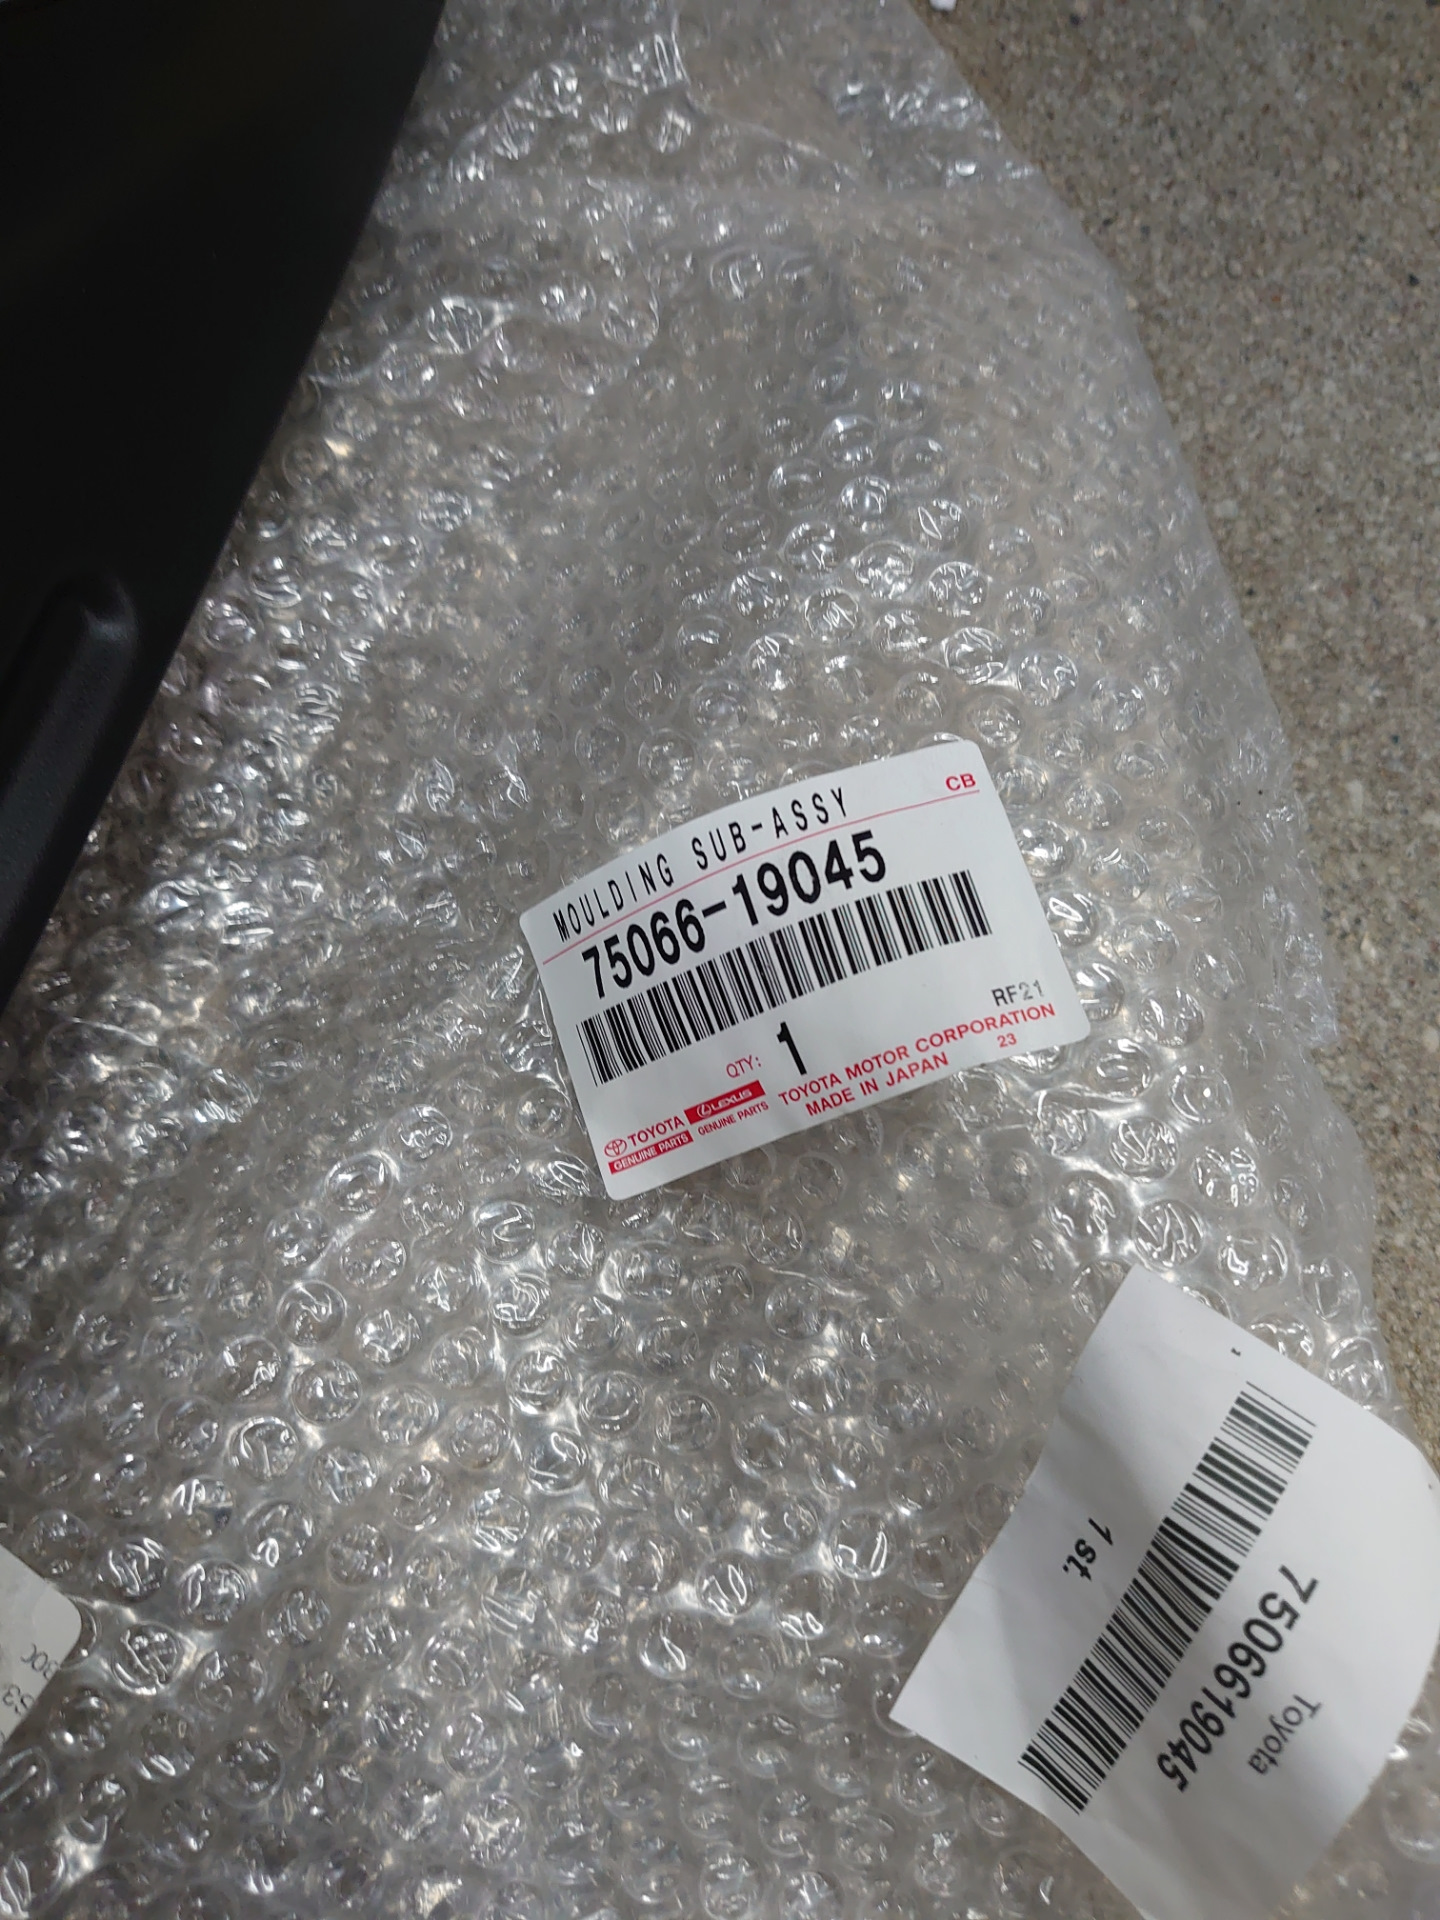 CB
MOULDING SUB-ASSY
75066-19045
RF21
QTY: 1
TOYOTA MOTOR CORPORATION
MADE IN JAPAN 23
TOYOTA
GENUINE PARTS
LEXUS
GENUINE PARTS
Toyota
7506619045
1 st.